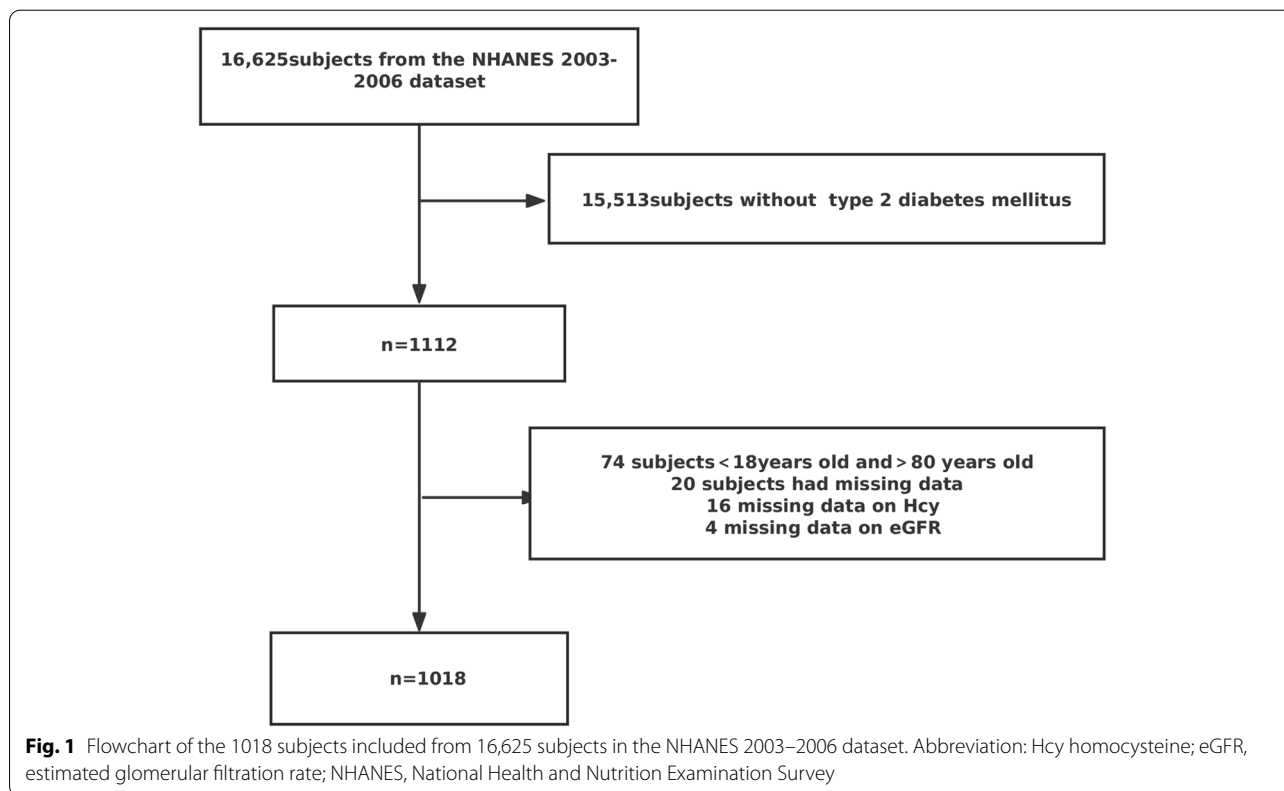 16,625subjects from the NHANES 2003-
2006 dataset
15,513subjects without type 2 diabetes mellitus
n=1112
74 subjects<18years old and>80 years old
20 subjects had missing data
16 missing data on Hcy
4 missing data on eGFR
n=1018
Fig. 1 Flowchart of the 1018 subjects included from 16,625 subjects in the NHANES 2003–2006 dataset. Abbreviation: Hcy homocysteine; eGFR,
estimated glomerular filtration rate; NHANES, National Health and Nutrition Examination Survey